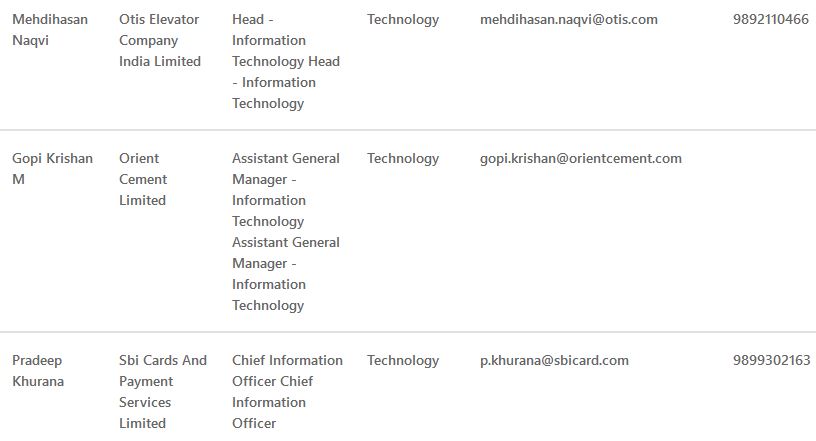 Mehdihasan Otis Elevator Head - Technology mehdihasan.naqvi@otis.com 9892110466
Naqvi Company Information
India Limited Technology Head
- Information
Technology
Gopi Krishan Orient Assistant General Technology gopi.krishan@orientcement.com
M Cement Manager -
Limited Information
Technology
Assistant General
Manager -
Information
Technology
Pradeep Sbi Cards And Chief Information Technology p.khurana@sbicard.com 9899302163
Khurana Payment Officer Chief
Services Information
Limited Officer